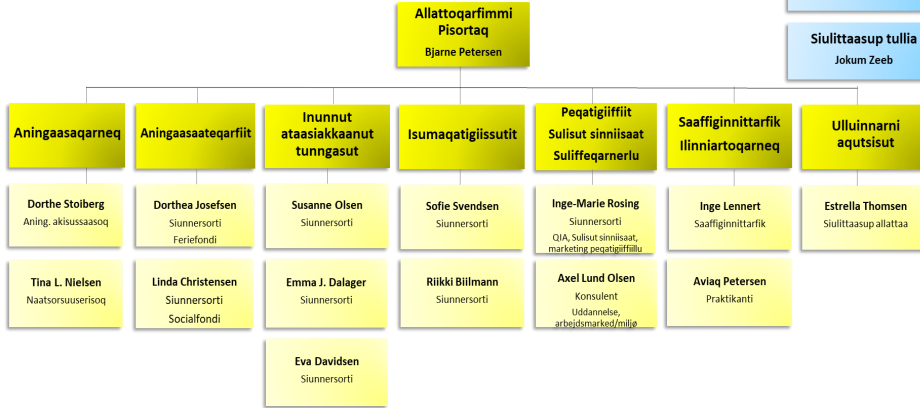 Allattoqarfimmi
Pisortaq
Bjarne Petersen
Siulittaasup tullia
Jokum Zeeb
Aningaasaqarneq
Aningaasaateqarfiit
Inunnut
ataasiakkaanut
tunngasut
Isumaqatigiissutit
Peqatigiiffiit
Sulisut sinniisaat
Suliffeqarnerlu
Saaffiginnittarfik
Ilinniartoqarneq
Ulluinnarni
aqutsisut
Dorthe Stoiberg
Aning. akisussaasoq
Dorthea Josefsen
Siunnersorti
Feriefondi
Susanne Olsen
Siunnersorti
Sofie Svendsen
Siunnersorti
Inge-Marie Rosing
Siunnersorti
QIA, Sulisut sinniisaat,
marketing peqatigiiffiillu
Inge Lennert
Saaffiginnittarfik
Estrella Thomsen
Siulittaasup allattaa
Tina L. Nielsen
Naatsorsuuserisoq
Linda Christensen
Siunnersorti
Socialfondi
Emma J. Dalager
Siunnersorti
Riikki Biilmann
Siunnersorti
Axel Lund Olsen
Konsulent
Uddannelse,
arbejdsmarked/miljø
Aviaq Petersen
Praktikanti
Eva Davidsen
Siunnersorti